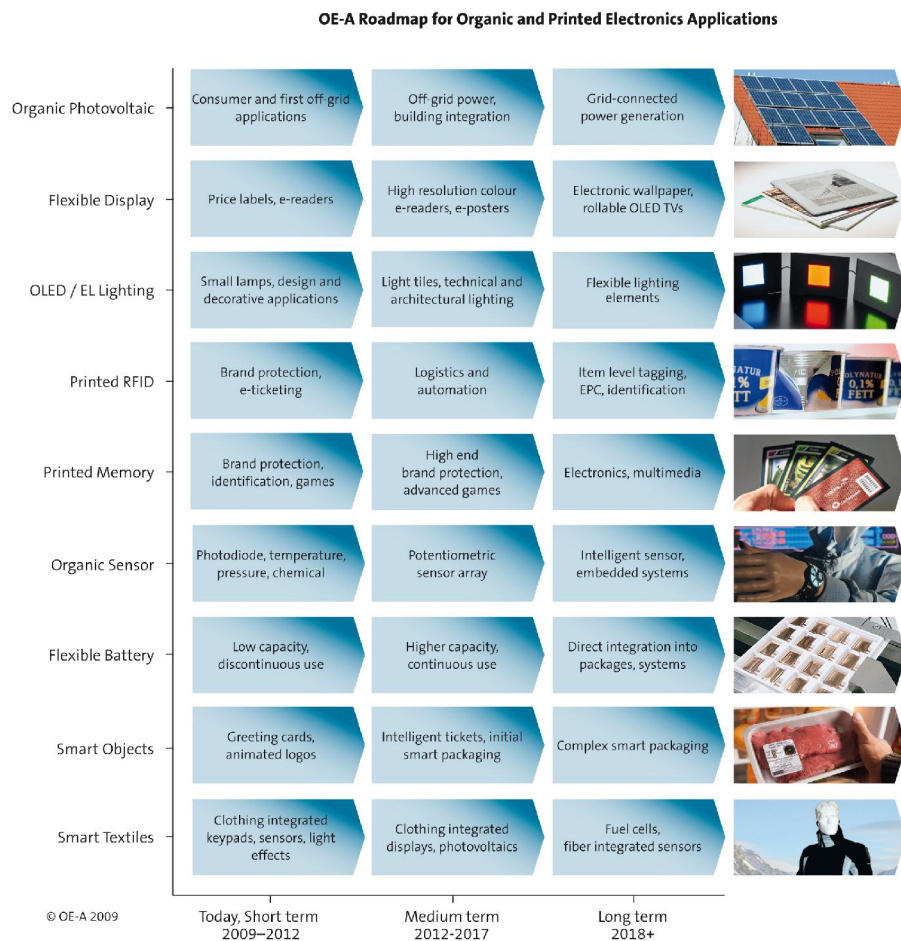 OE-A Roadmap for Organic and Printed Electronics Applications
Organic Photovoltaic
Consumer and first off-grid
applications
Off-grid power,
building integration
Grid-connected
power generation
Flexible Display
Price labels, e-readers
High resolution colour
e-readers, e-posters
Electronic wallpaper,
rollable OLED TVs
OLED / EL Lighting
Small lamps, design and
decorative applications
Light tiles, technical and
architectural lighting
Flexible lighting
elements
Printed RFID
Brand protection,
e-ticketing
Logistics and
automation
Item level tagging,
EPC, identification
0,1%
FETT
Printed Memory
Brand protection,
identification, games
High end
brand protection,
advanced games
Electronics, multimedia
Organic Sensor
Photodiode, temperature,
pressure, chemical
Potentiometric
sensor array
Intelligent sensor,
embedded systems
Flexible Battery
Low capacity,
discontinuous use
Higher capacity,
continuous use
Direct integration into
packages, systems
Smart Objects
Greeting cards,
animated logos
Intelligent tickets, initial
smart packaging
Complex smart packaging
Smart Textiles
Clothing integrated
keypads, sensors, light
effects
Clothing integrated
displays, photovoltaics
Fuel cells,
fiber integrated sensors
© OE-A 2009
Today, Short term
2009–2012
Medium term
2012-2017
Long term
2018+